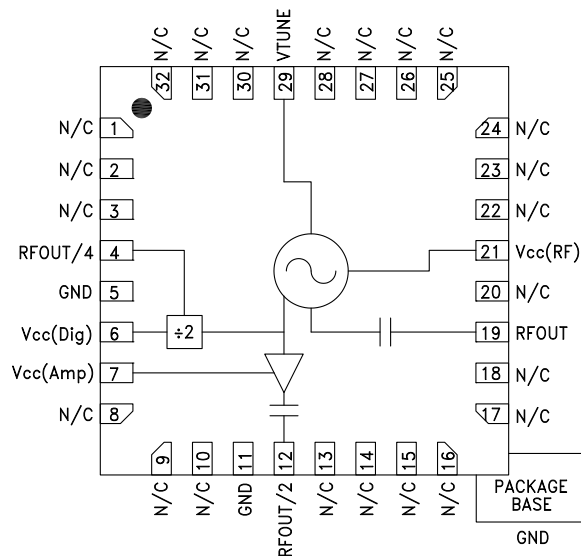 N/C
N/C
N/C
VTUNE
N/C
N/C
N/C
N/C
32
31
30
29
28
27
26
25
N/C 1
N/C 2
N/C 3
RFOUT/4 4
GND 5
Vcc(Dig) 6
Vcc(Amp) 7
N/C 8
÷2
24 N/C
23 N/C
22 N/C
21 Vcc(RF)
20 N/C
19 RFOUT
18 N/C
17 N/C
9
10
11
12
13
14
15
16
N/C
N/C
GND
RFOUT/2
N/C
N/C
N/C
N/C
PACKAGE
BASE
GND